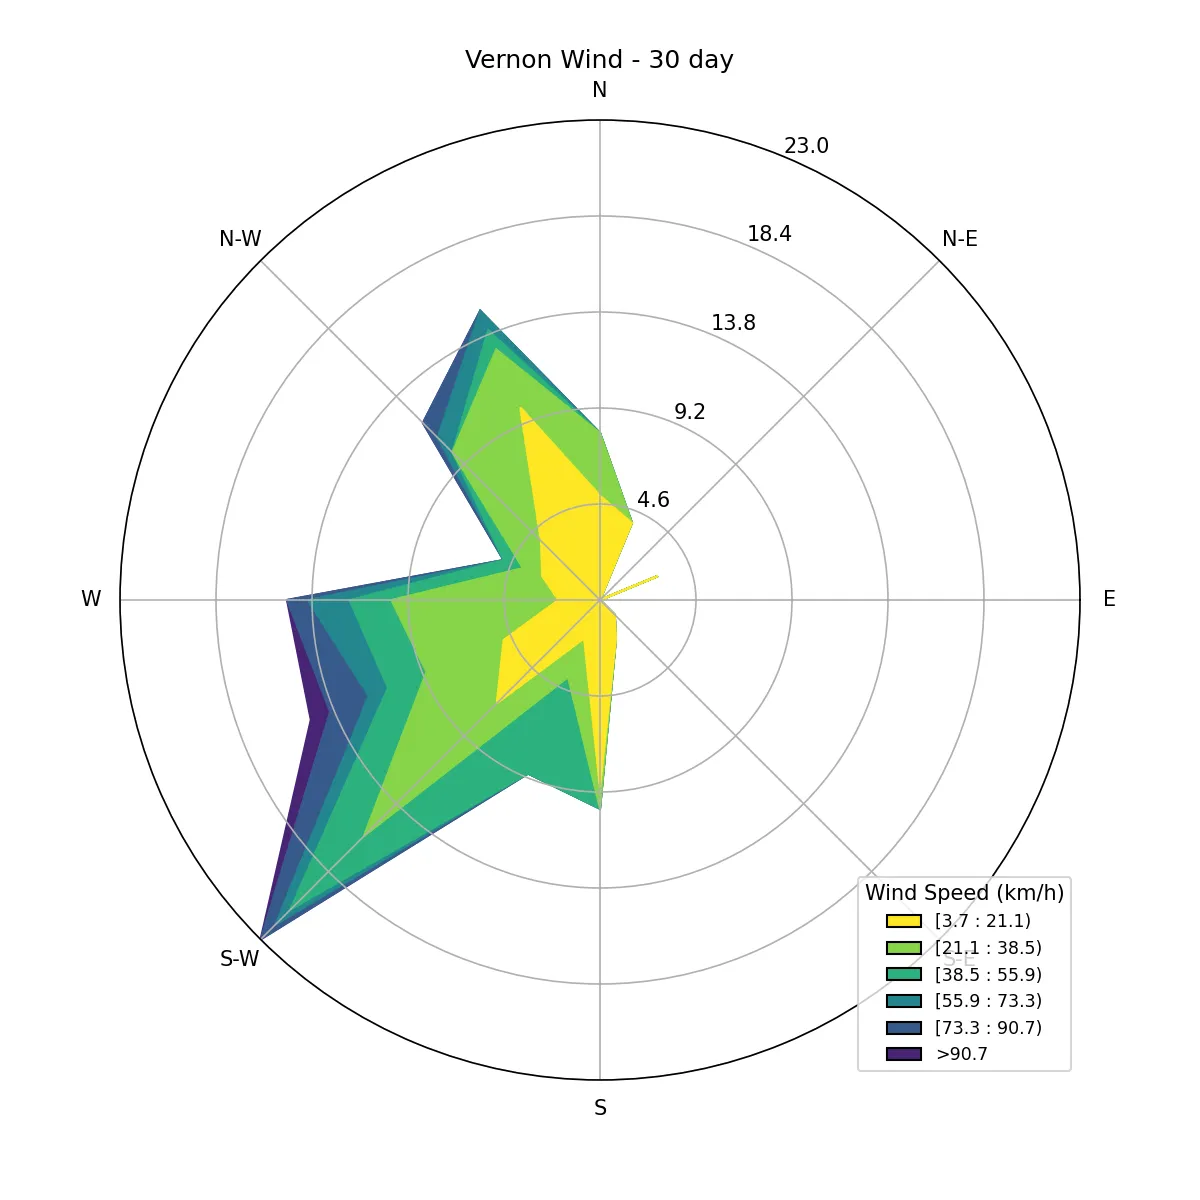 Vernon Wind - 30 day
N
23.0
18.4
N-W
N-E
13.8
9.2
4.6
W
E
Wind Speed (km/h)
[3.7 : 21.1)
[21.1 : 38.5)
S-W
S-E
[38.5 : 55.9)
[55.9 : 73.3)
[73.3 : 90.7)
>90.7
S